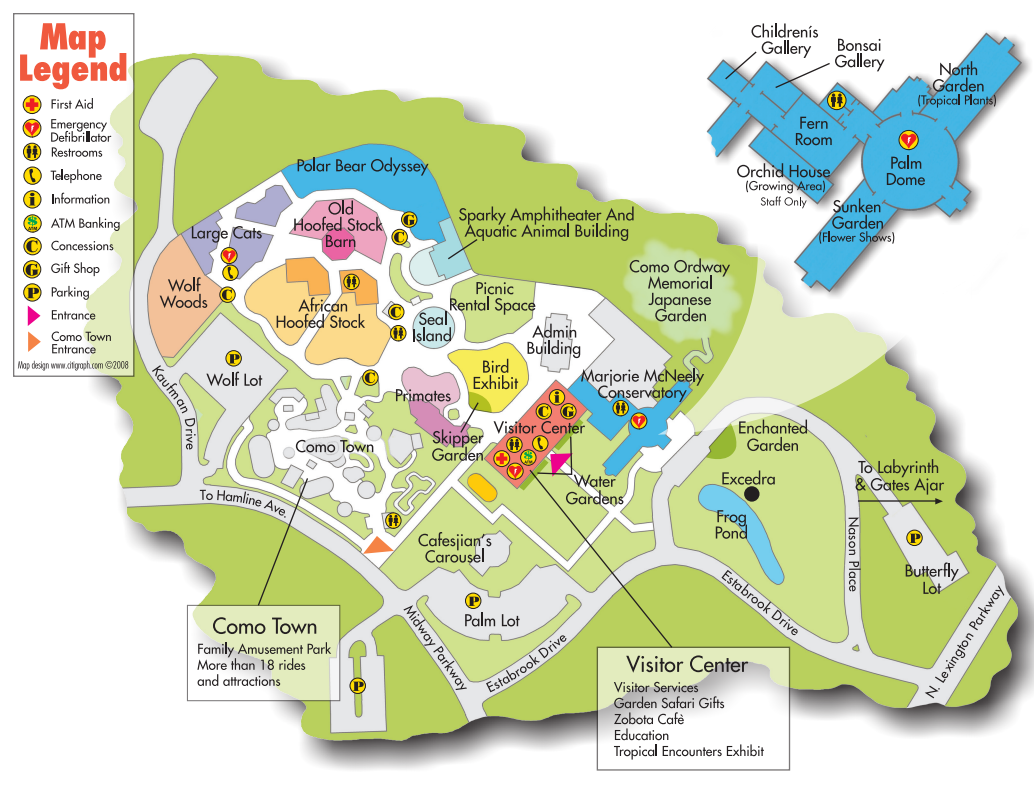 Map
Legend
First Aid
Emergency
Defibrillator
Restrooms
Telephone
Information
ATM Banking
Concessions
Gift Shop
Parking
Entrance
Como Town
Entrance
Map design www.citigraph.com ©2008
Childrenís
Gallery
Bonsai
Gallery
North
Garden
(Tropical Plants)
Fern
Room
Palm
Dome
Orchid House
(Growing Area)
Staff Only
Sunken
Garden
(Flower Shows)
Polar Bear Odyssey
Old
Hoofed Stock
Barn
Large Cats
Sparky Amphitheater And
Aquatic Animal Building
Wolf
Woods
African
Hoofed Stock
Seal
Island
Picnic
Rental Space
Como Ordway
Memorial
Japanese
Garden
Admin
Building
Wolf Lot
Kaufman Drive
Primates
Bird
Exhibit
Marjorie McNeely
Conservatory
Skipper
Garden
Visitor Center
Como Town
Water
Gardens
Enchanted
Garden
Excedra
Frog
Pond
To Labyrinth
& Gates Ajar
Nason Place
To Hamline Ave.
Cafesjian's
Carousel
Butterfly
Lot
Palm Lot
Midway Parkway
Estabrook Drive
Estabrook Drive
N. Lexington Parkway
Como Town
Family Amusement Park
More than 18 rides
and attractions
Visitor Center
Visitor Services
Garden Safari Gifts
Zobota Cafè
Education
Tropical Encounters Exhibit